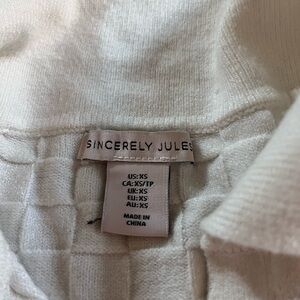 SINCERELY JULES
US:XS
CA:XS/TP
UK:XS
EU:XS
AU:XS
MADE IN
CHINA